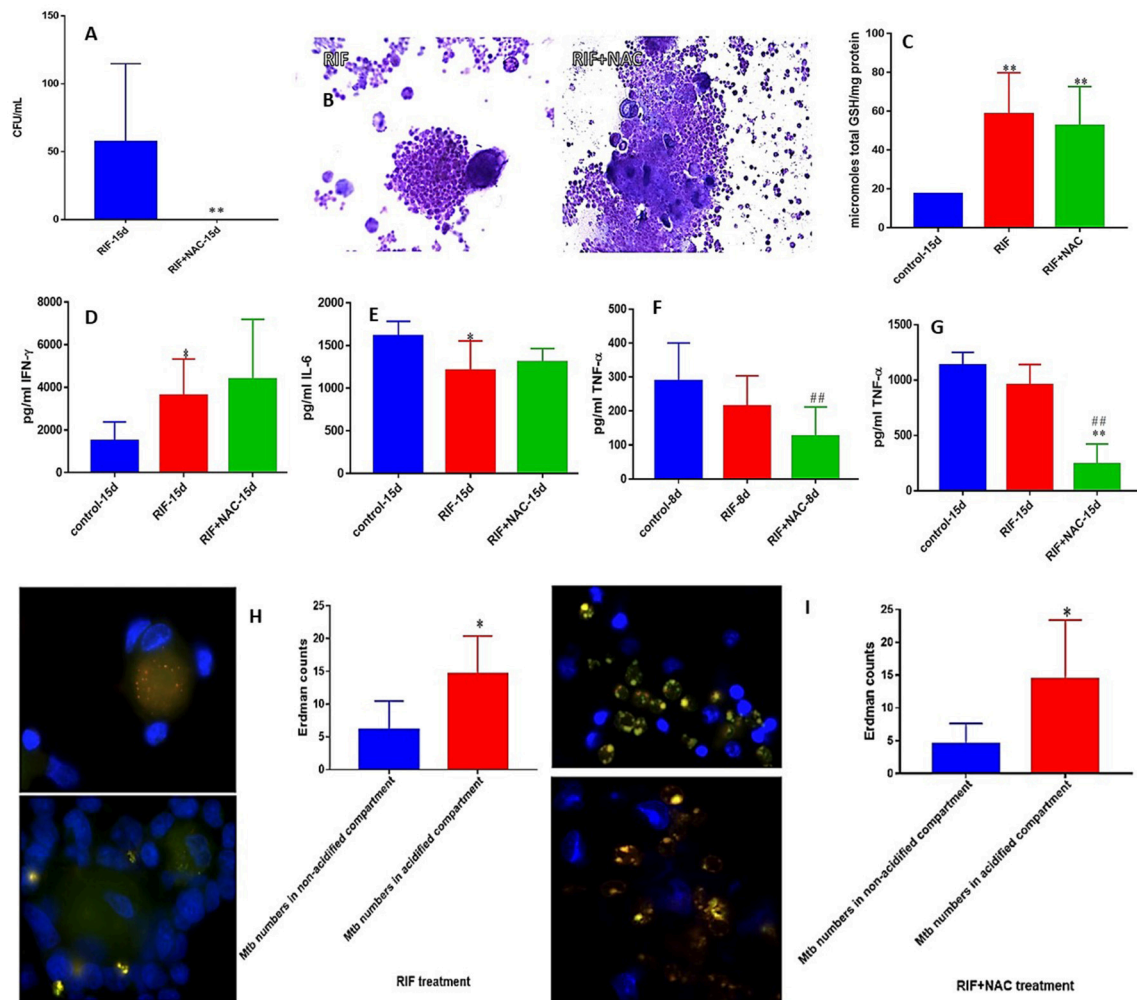 A
150
100
50
0
CFU/mL
**
RIF-15d
RIF+NAC-15d
RIF
RIF+NAC
B
C
100
80
60
40
20
0
micromoles total GSH/mg protein
**
**
control-15d
RIF
RIF+NAC
D
8000
6000
4000
2000
0
pg/ml IFN-γ
*
control-15d
RIF-15d
RIF+NAC-15d
E
2000
1500
1000
500
0
pg/ml IL-6
*
control-15d
RIF-15d
RIF+NAC-15d
F
500
400
300
200
100
0
pg/ml TNF-α
##
control-8d
RIF-8d
RIF+NAC-8d
G
1500
1000
500
0
pg/ml TNF-α
##
**
control-15d
RIF-15d
RIF+NAC-15d
H
25
20
15
10
5
0
Erdman counts
*
Mtb numbers in non-acidified compartment
Mtb numbers in acidified compartment
RIF treatment
I
25
20
15
10
5
0
Erdman counts
*
Mtb numbers in non-acidified compartment
Mtb numbers in acidified compartment
RIF+NAC treatment